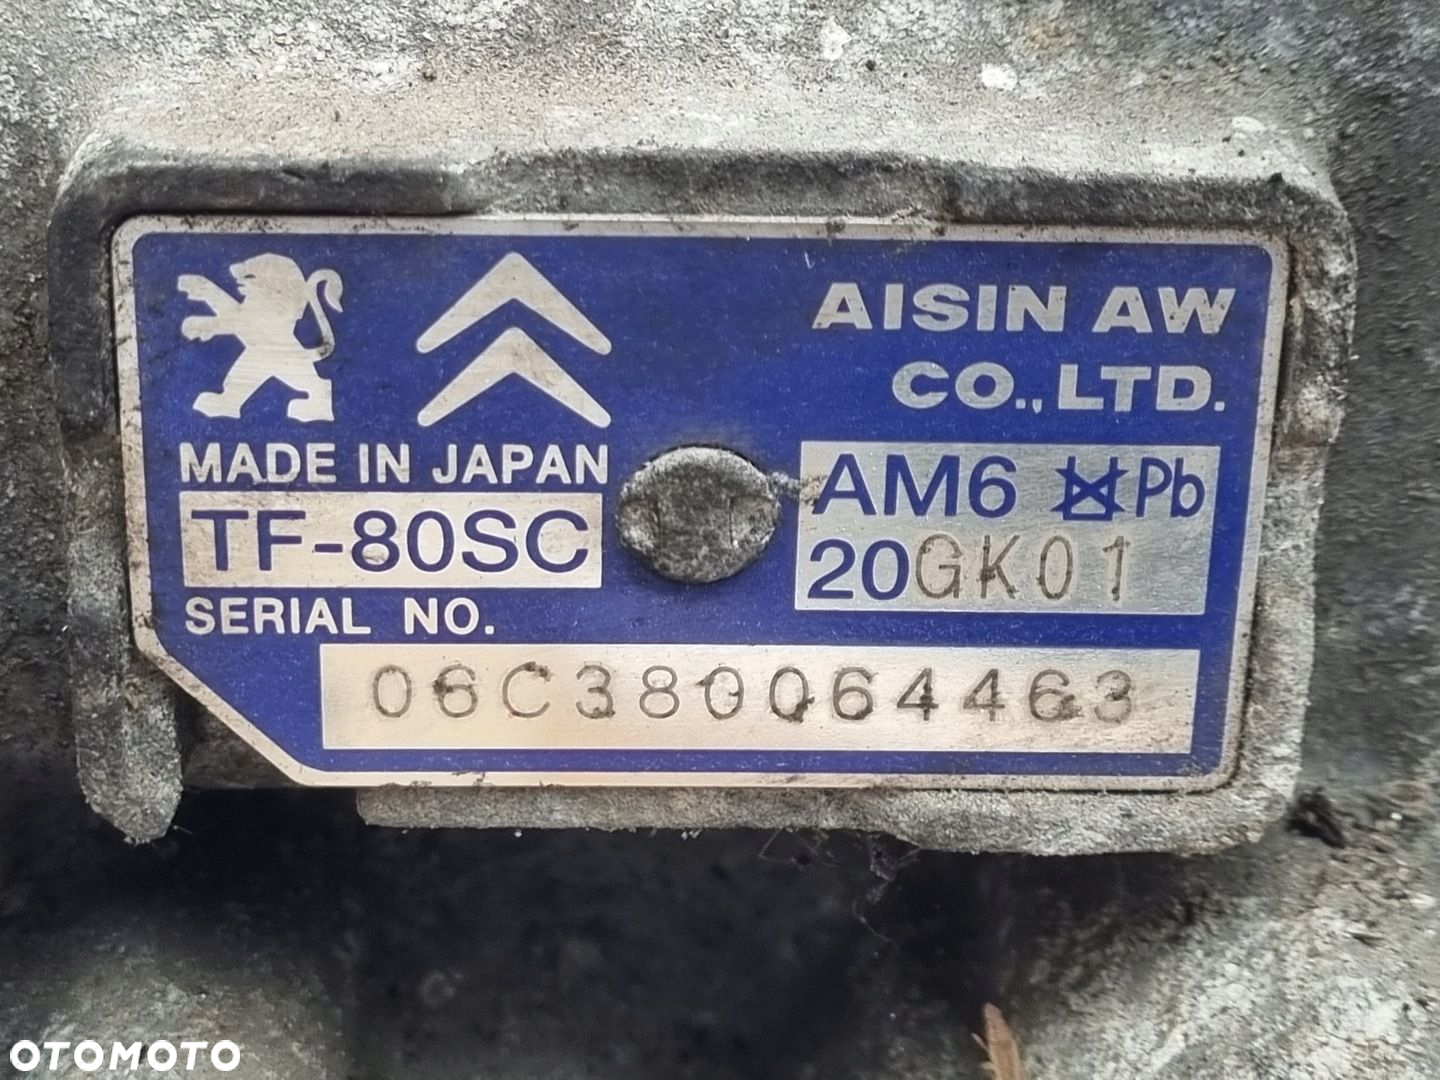 AISIN AW
CO., LTD.
MADE IN JAPAN
TF-80SC
AM6 Pb
20GK01
SERIAL NO.
06C380064463
OTOMOTO